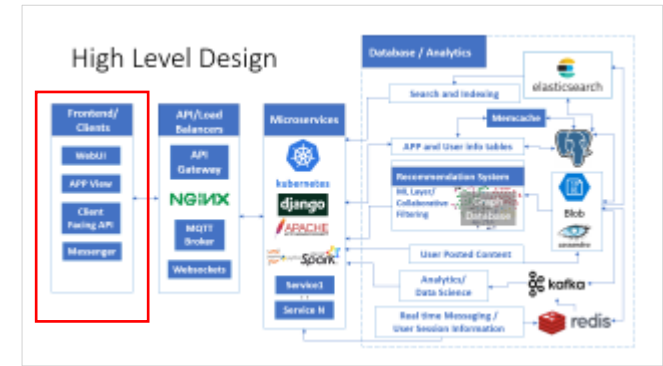 High Level Design
Frontend/
Clients
WebUI
APP View
Client
Facing API
Messenger
API/Load
Balancers
API
Gateway
NGINX
MQTT
Broker
Websockets
Microservices
kubernetes
django
APACHE
Spark
Service1
Service N
Database / Analytics
elasticsearch
Search and Indexing
Memcache
APP and User info tables
Recommendation System
ML Layer/
Collaborative
Filtering
Graph
Database
Blob
cassandra
User Posted Content
Analytics/
Data Science
kafka
Real time Messaging /
User Session Information
redis